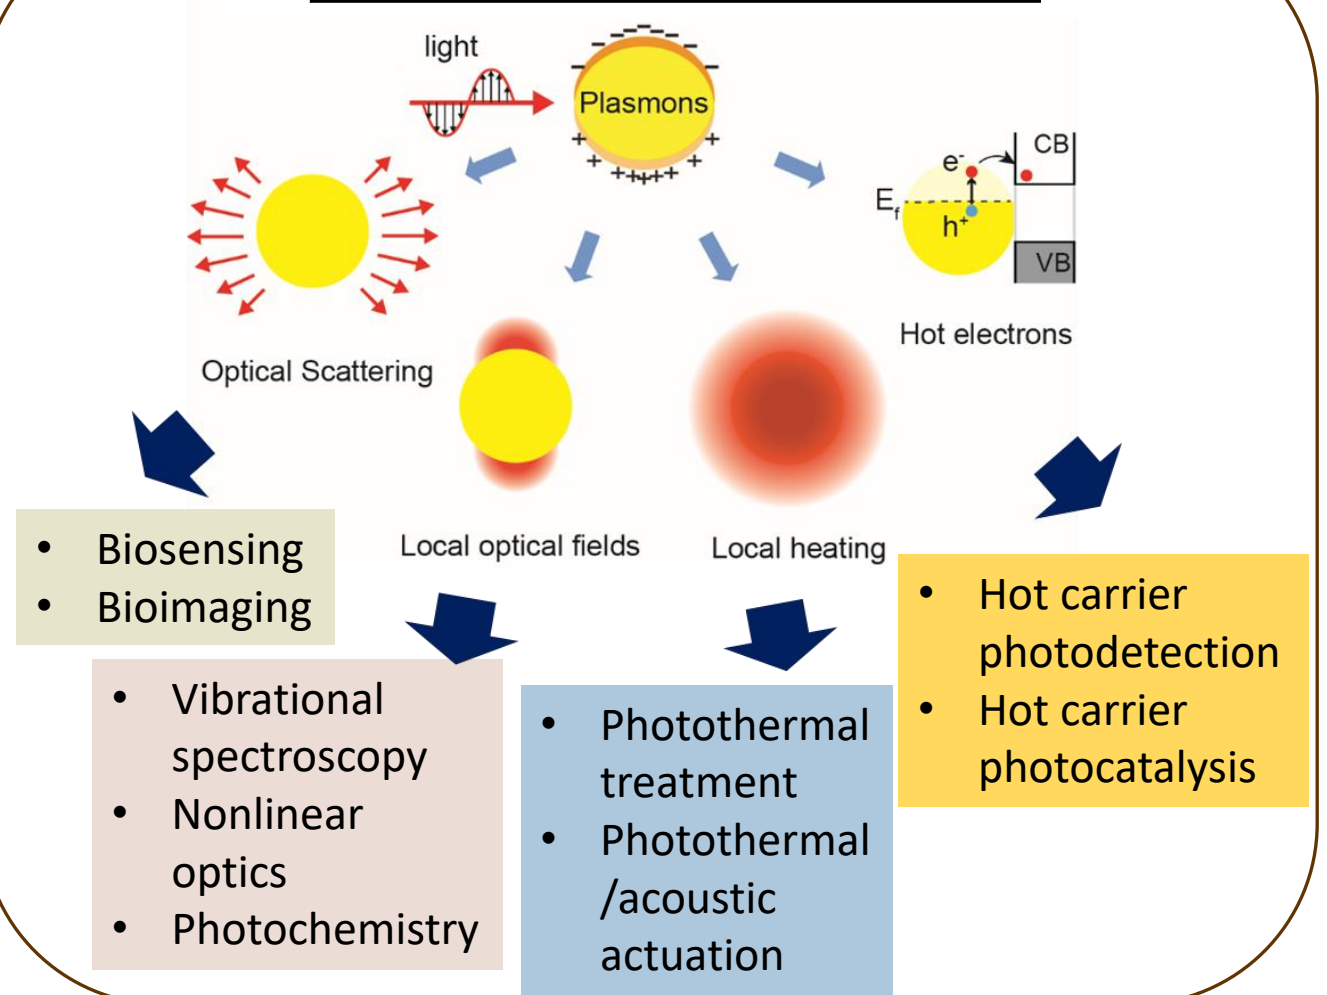 light
Plasmons
CB
e⁻
E_f
h⁺
VB
Hot electrons
Optical Scattering
Local optical fields
Local heating
• Biosensing
• Bioimaging
• Vibrational
spectroscopy
• Nonlinear
optics
• Photochemistry
• Photothermal
treatment
• Photothermal
/acoustic
actuation
• Hot carrier
photodetection
• Hot carrier
photocatalysis